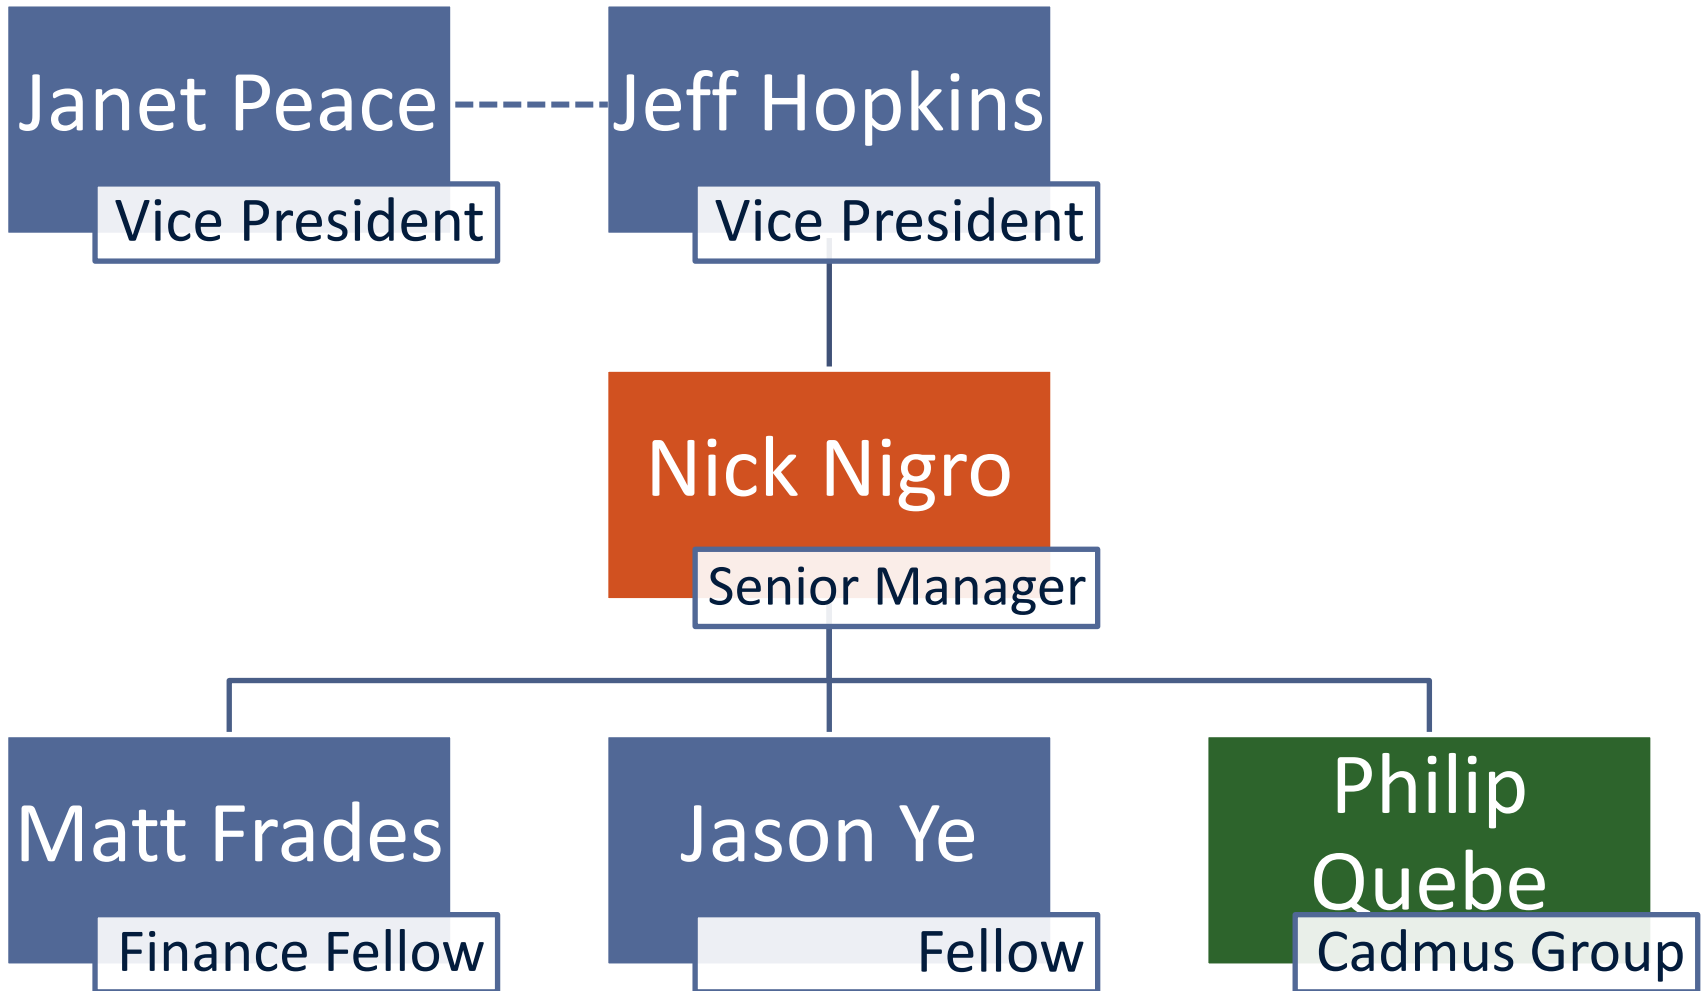 Janet Peace
Vice President
Jeff Hopkins
Vice President
Nick Nigro
Senior Manager
Matt Frades
Finance Fellow
Jason Ye
Fellow
Philip
Quebe
Cadmus Group